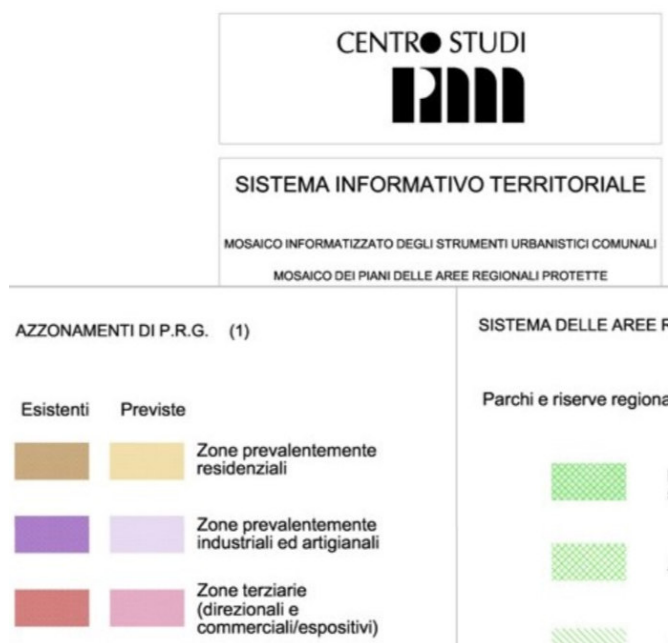 CENTRO STUDI
PIM
SISTEMA INFORMATIVO TERRITORIALE
MOSAICO INFORMATIZZATO DEGLI STRUMENTI URBANISTICI COMUNALI
MOSAICO DEI PIANI DELLE AREE REGIONALI PROTETTE
AZZONAMENTI DI P.R.G. (1)
Esistenti Previste
Zone prevalentemente
residenziali
Zone prevalentemente
industriali ed artigianali
Zone terziarie
(direzionali e
commerciali/espositivi)
SISTEMA DELLE AREE
Parchi e riserve